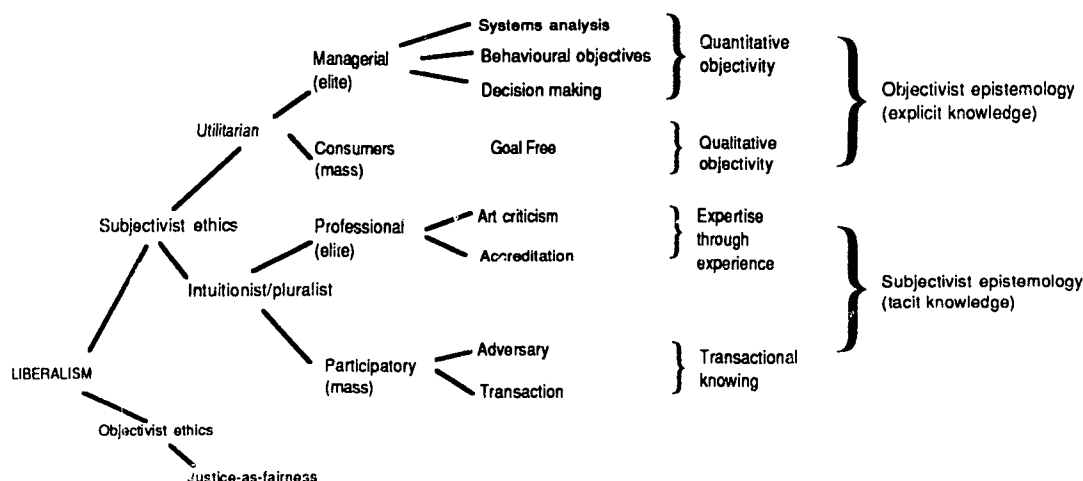 Systems analysis
Managerial
(elite)
Behavioural objectives
Decision making
Quantitative
objectivity
Objectivist epistemology
(explicit knowledge)
Utilitarian
Consumers
(mass)
Goal Free
Qualitative
objectivity
Subjectivist ethics
Professional
(elite)
Art criticism
Accreditation
Expertise
through
experience
Subjectivist epistemology
(tacit knowledge)
Intuitionist/pluralist
Participatory
(mass)
Adversary
Transaction
Transactional
knowing
LIBERALISM
Objectivist ethics
Justice-as-fairness